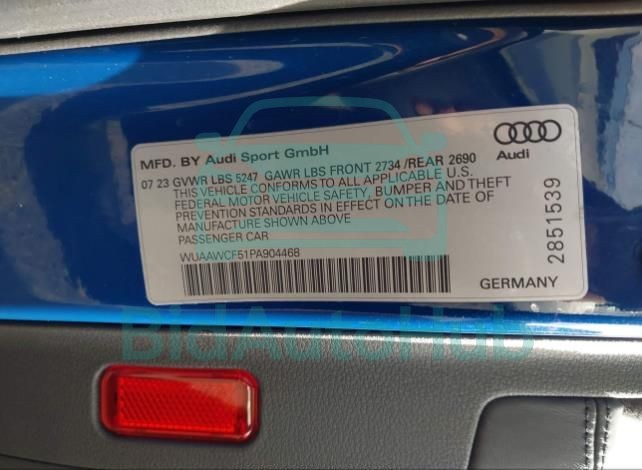 MFD. BY Audi Sport GmbH
07 23 GVWR LBS 5247 GAWR LBS FRONT 2734 /REAR 2690
THIS VEHICLE CONFORMS TO ALL APPLICABLE U.S.
FEDERAL MOTOR VEHICLE SAFETY, BUMPER AND THEFT
PREVENTION STANDARDS IN EFFECT ON THE DATE OF
MANUFACTURE SHOWN ABOVE
PASSENGER CAR
WUAAWCF51PA904468
Audi
2851539
GERMANY
BidAutoHub